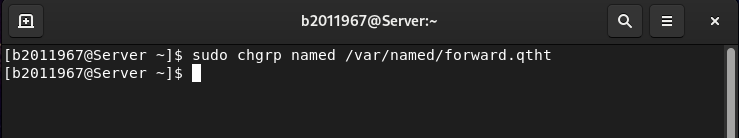 b2011967@Server:~
[b2011967@Server ~]$ sudo chgrp named /var/named/forward.qtht
[b2011967@Server ~]$